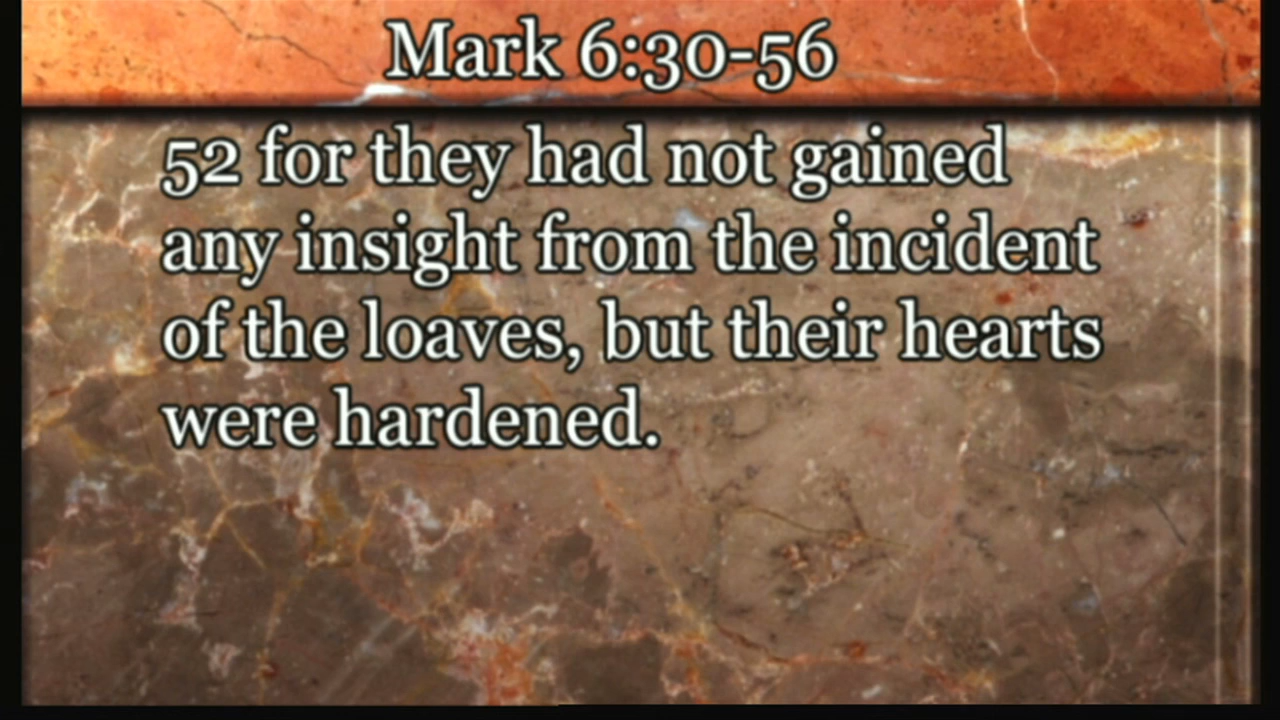 Mark 6:30-56
52 for they had not gained
any insight from the incident
of the loaves, but their hearts
were hardened.